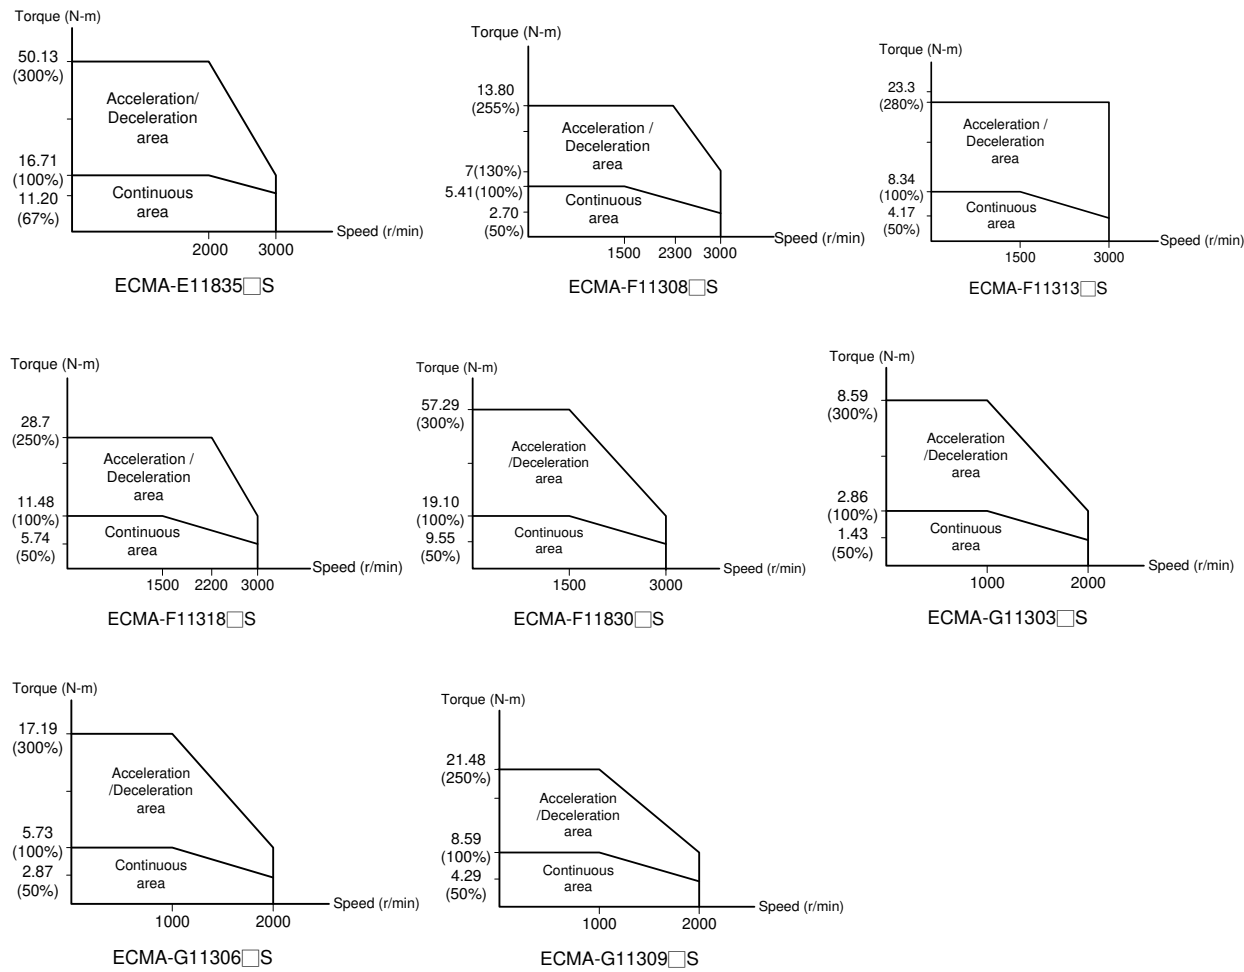 Torque (N-m)
50.13
(300%)
Acceleration/
Deceleration
area
16.71
(100%)
11.20
(67%)
Continuous
area
2000
3000
Speed (r/min)
ECMA-E11835□S
Torque (N-m)
13.80
(255%)
Acceleration /
Deceleration
area
7(130%)
5.41(100%)
2.70
(50%)
Continuous
area
1500
2300
3000
Speed (r/min)
ECMA-F11308□S
Torque (N-m)
23.3
(280%)
Acceleration /
Deceleration
area
8.34
(100%)
4.17
(50%)
Continuous
area
1500
3000
Speed (r/min)
ECMA-F11313□S
Torque (N-m)
28.7
(250%)
Acceleration /
Deceleration
area
11.48
(100%)
5.74
(50%)
Continuous
area
1500
2200
3000
Speed (r/min)
ECMA-F11318□S
Torque (N-m)
57.29
(300%)
Acceleration
/Deceleration
area
19.10
(100%)
9.55
(50%)
Continuous
area
1500
3000
Speed (r/min)
ECMA-F11830□S
Torque (N-m)
8.59
(300%)
Acceleration
/Deceleration
area
2.86
(100%)
1.43
(50%)
Continuous
area
1000
2000
Speed (r/min)
ECMA-G11303□S
Torque (N-m)
17.19
(300%)
Acceleration
/Deceleration
area
5.73
(100%)
2.87
(50%)
Continuous
area
1000
2000
Speed (r/min)
ECMA-G11306□S
Torque (N-m)
21.48
(250%)
Acceleration
/Deceleration
area
8.59
(100%)
4.29
(50%)
Continuous
area
1000
2000
Speed (r/min)
ECMA-G11309□S